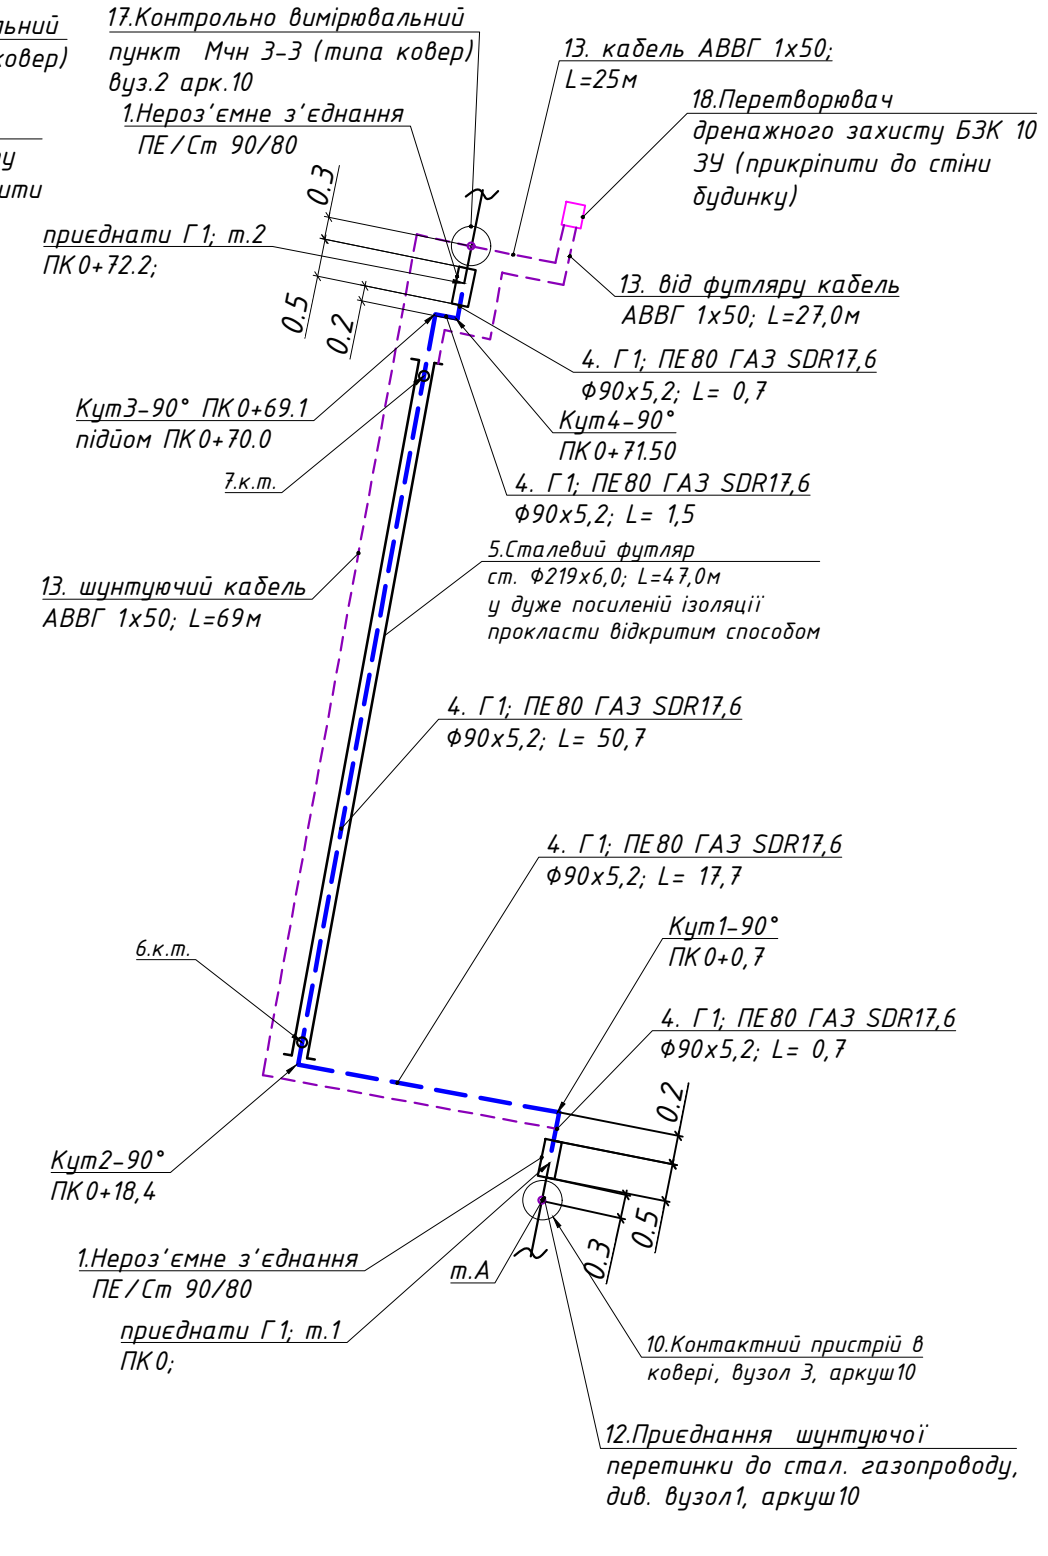 льний
ковер)
у
ити
17.Контрольно вимірювальний
пункт Мчн 3-3 (типа ковер)
вуз.2 арк.10
1.Нероз'ємне з'єднання
ПЕ/Ст 90/80
13. кабель АВВГ 1х50;
L=25м
18.Перетворювач
дренажного захисту БЗК 10
ЗУ (прикріпити до стіни
будинку)
0.3
приєднати Г1; т.2
ПК0+72.2;
0.5
0.2
13. від футляру кабель
АВВГ 1х50; L=27,0м
4. Г1; ПЕ80 ГАЗ SDR17,6
Ф90х5,2; L= 0,7
Кут3-90° ПК0+69.1
підйом ПК0+70.0
Кут4-90°
ПК0+71.50
7.к.т.
4. Г1; ПЕ80 ГАЗ SDR17,6
Ф90х5,2; L= 1,5
5.Сталевий футляр
ст. Ф219х6,0; L=47,0м
у дуже посиленій ізоляції
прокласти відкритим способом
13. шунтуючий кабель
АВВГ 1х50; L=69м
4. Г1; ПЕ80 ГАЗ SDR17,6
Ф90х5,2; L= 50,7
4. Г1; ПЕ80 ГАЗ SDR17,6
Ф90х5,2; L= 17,7
6.к.т.
Кут1-90°
ПК0+0,7
4. Г1; ПЕ80 ГАЗ SDR17,6
Ф90х5,2; L= 0,7
0.2
Кут2-90°
ПК0+18,4
0.5
0.3
1.Нероз'ємне з'єднання
ПЕ/Ст 90/80
т.А
приєднати Г1; т.1
ПК0;
10.Контактний пристрій в
ковері, вузол 3, аркуш10
12.Приєднання шунтуючої
перетинки до стал. газопроводу,
див. вузол1, аркуш10